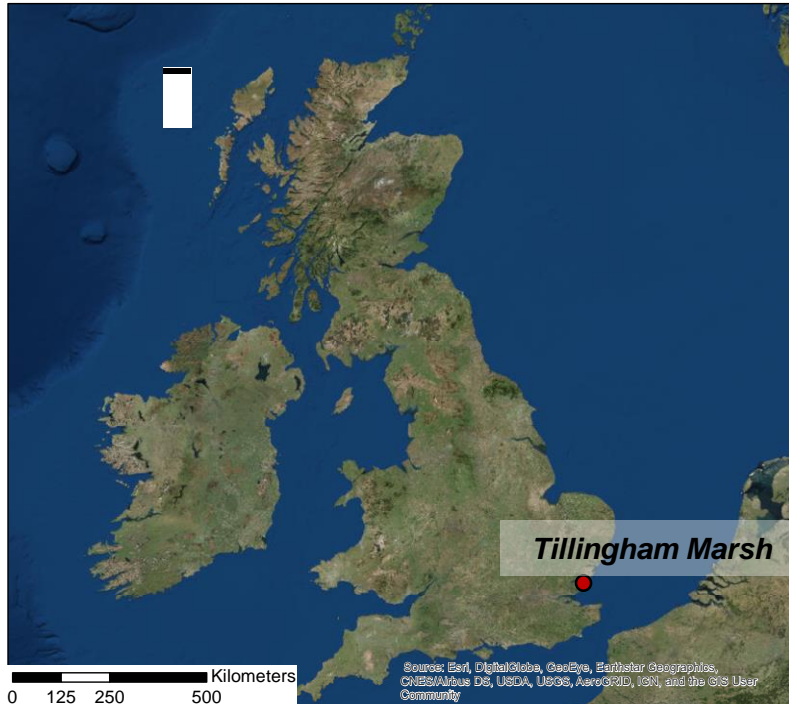 Tillingham Marsh
Source: Esri, DigitalGlobe, GeoEye, Earthstar Geographics,
CNES/Airbus DS, USDA, USGS, AeroGRID, IGN, and the GIS User
Community
Kilometers
0 125 250 500